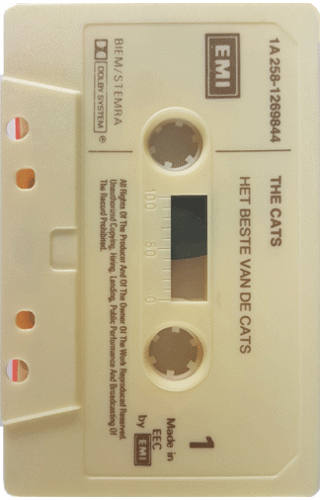 EMI
1A 258-1269844
THE CATS
HET BESTE VAN DE CATS
BIEM/STEMRA
DOLBY SYSTEM ®
100 50 0
All Rights Of The Producer And Of The Owner Of The Work Reproduced Reserved.
Unauthorized Copying, Hiring, Lending, Public Performance And Broadcasting Of
The Record Prohibited.
1
Made in
EEC
by EMI